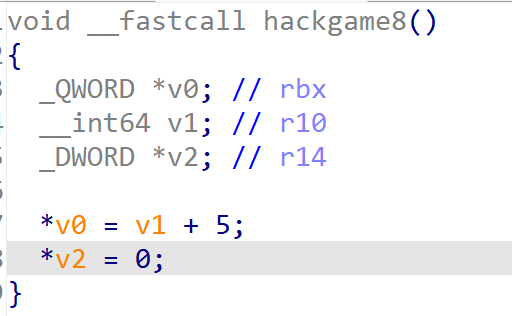 void __fastcall hackgame8()
{
_QWORD *v0; // rbx
__int64 v1; // r10
_DWORD *v2; // r14
*v0 = v1 + 5;
*v2 = 0;
}